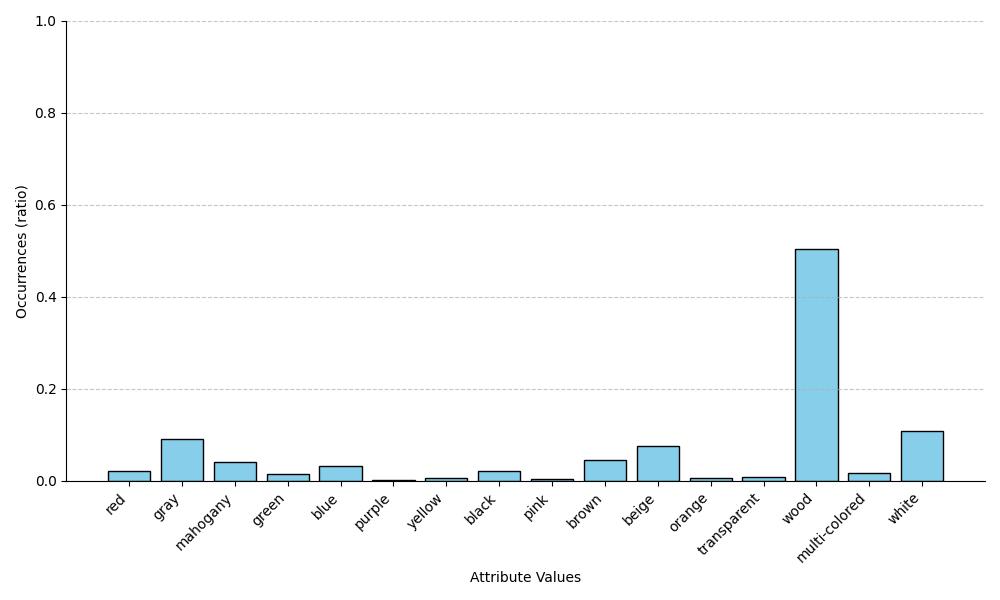 1.0
0.8
0.6
0.4
0.2
0.0
Occurrences (ratio)
red
gray
mahogany
green
blue
purple
yellow
black
pink
brown
beige
orange
transparent
wood
multi-colored
white
Attribute Values